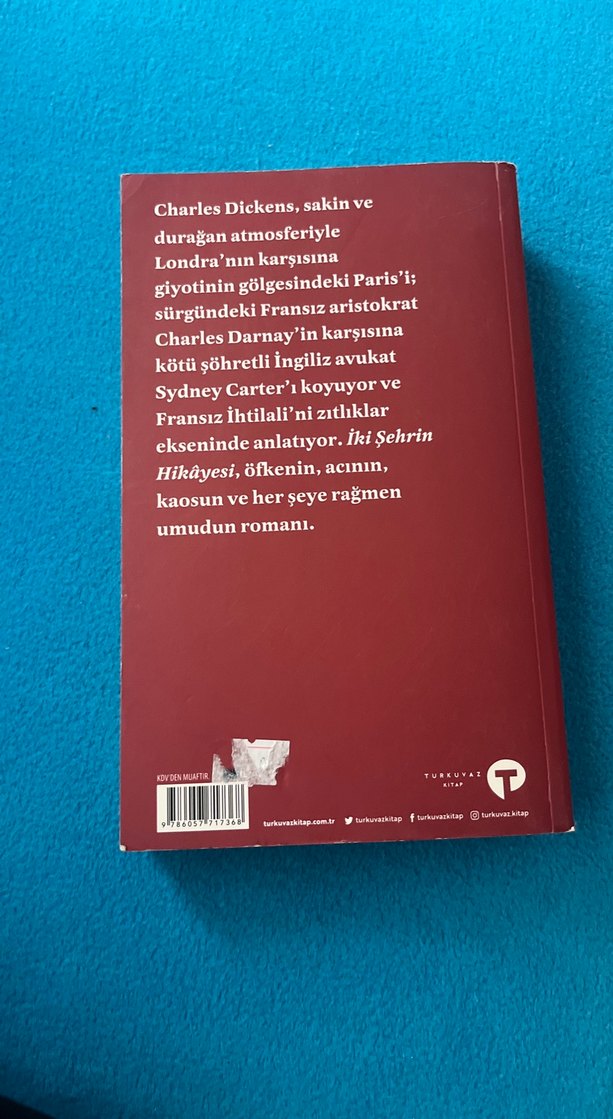 Charles Dickens, sakin ve
durağan atmosferiyle
Londra’nın karşısına
giyotinin gölgesindeki Paris’i;
sürgündeki Fransız aristokrat
Charles Darnay’in karşısına
kötü şöhretli İngiliz avukat
Sydney Carter’ı koyuyor ve
Fransız İhtilali’ni zıtlıklar
ekseninde anlatıyor. İki Şehrin
Hikâyesi, öfkenin, acının,
kaosun ve her şeye rağmen
umudun romanı.
KDV'DEN MUAFTIR.
9 786057 717368
TURKUVAZ
KİTAP
T
turkuvazkitap.com.tr turkuvazkitap turkuvazkitap turkuvaz.kitap